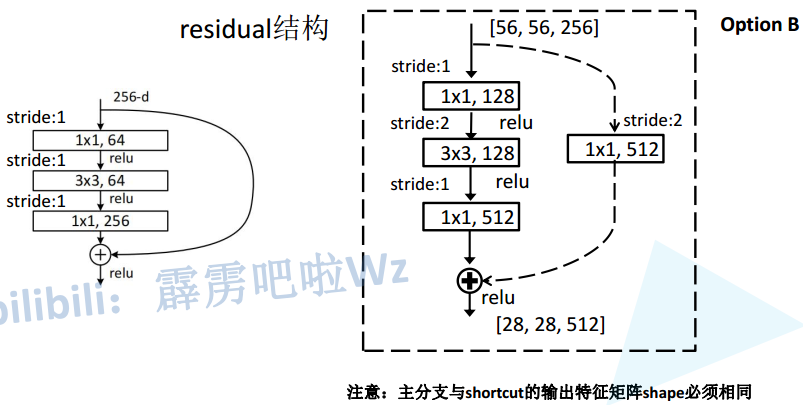 residual结构
256-d
stride:1
1x1, 64
relu
stride:1
3x3, 64
relu
stride:1
1x1, 256
relu
Option B
[56, 56, 256]
stride:1
1x1, 128
relu
stride:2
3x3, 128
relu
stride:1
1x1, 512
stride:2
1x1, 512
relu
[28, 28, 512]
bilibili：霹雳吧啦Wz
注意：主分支与shortcut的输出特征矩阵shape必须相同